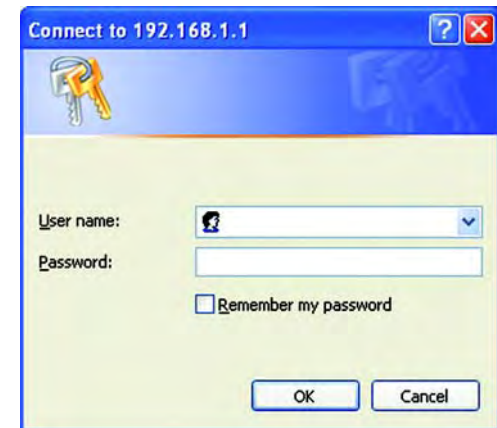 Connect to 192.168.1.1
User name:
Password:
Remember my password
OK
Cancel